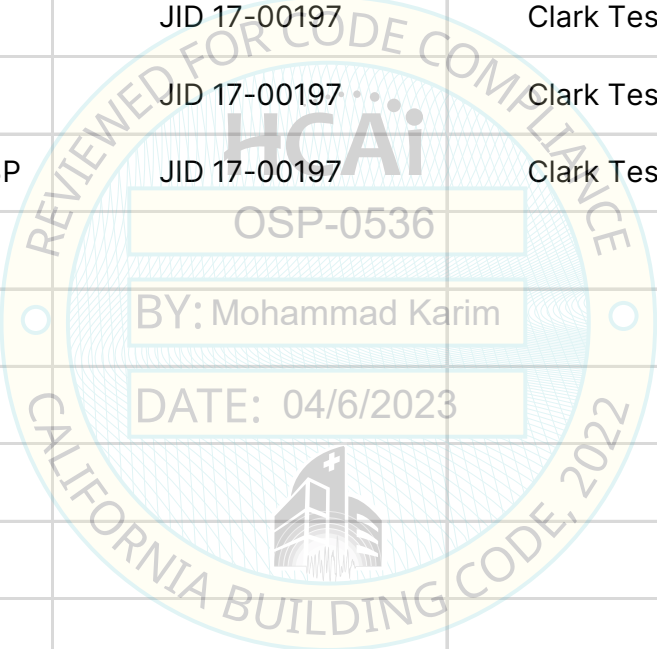 JID 17-00197 Clark Tes
JID 17-00197 Clark Tes
P JID 17-00197 Clark Tes
REVIEWED FOR CODE COMPLIANCE
HCAi
OSP-0536
BY: Mohammad Karim
DATE: 04/6/2023
CALIFORNIA BUILDING CODE, 2022